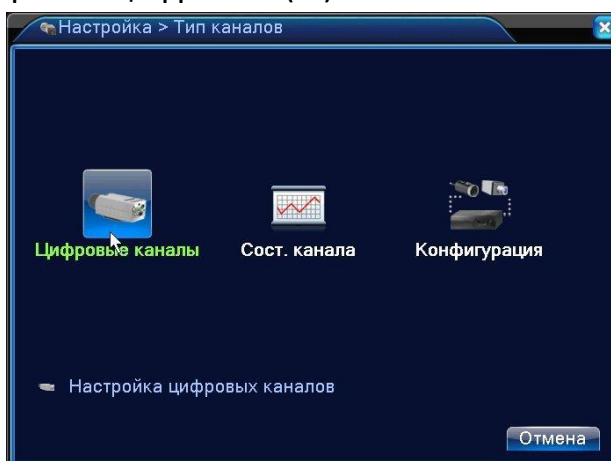 Настройка > Тип каналов
Цифровые каналы
Сост. канала
Конфигурация
Настройка цифровых каналов
Отмена